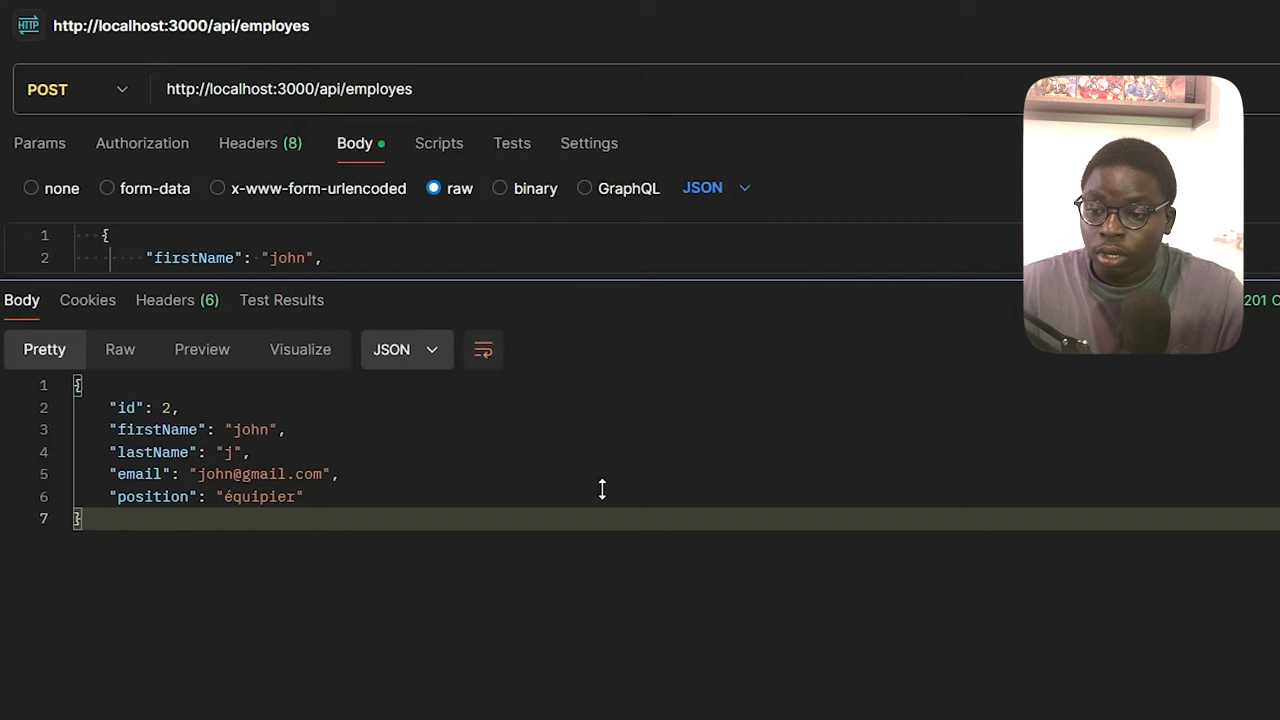 HTTP http://localhost:3000/api/employes
POST http://localhost:3000/api/employes
Params Authorization Headers (8) Body Scripts Tests Settings
none form-data x-www-form-urlencoded raw binary GraphQL JSON
1 {
2 "firstName": "john",
Body Cookies Headers (6) Test Results 201 C
Pretty Raw Preview Visualize JSON
1 {
2 "id": 2,
3 "firstName": "john",
4 "lastName": "j",
5 "email": "john@gmail.com",
6 "position": "équipier"
7 }